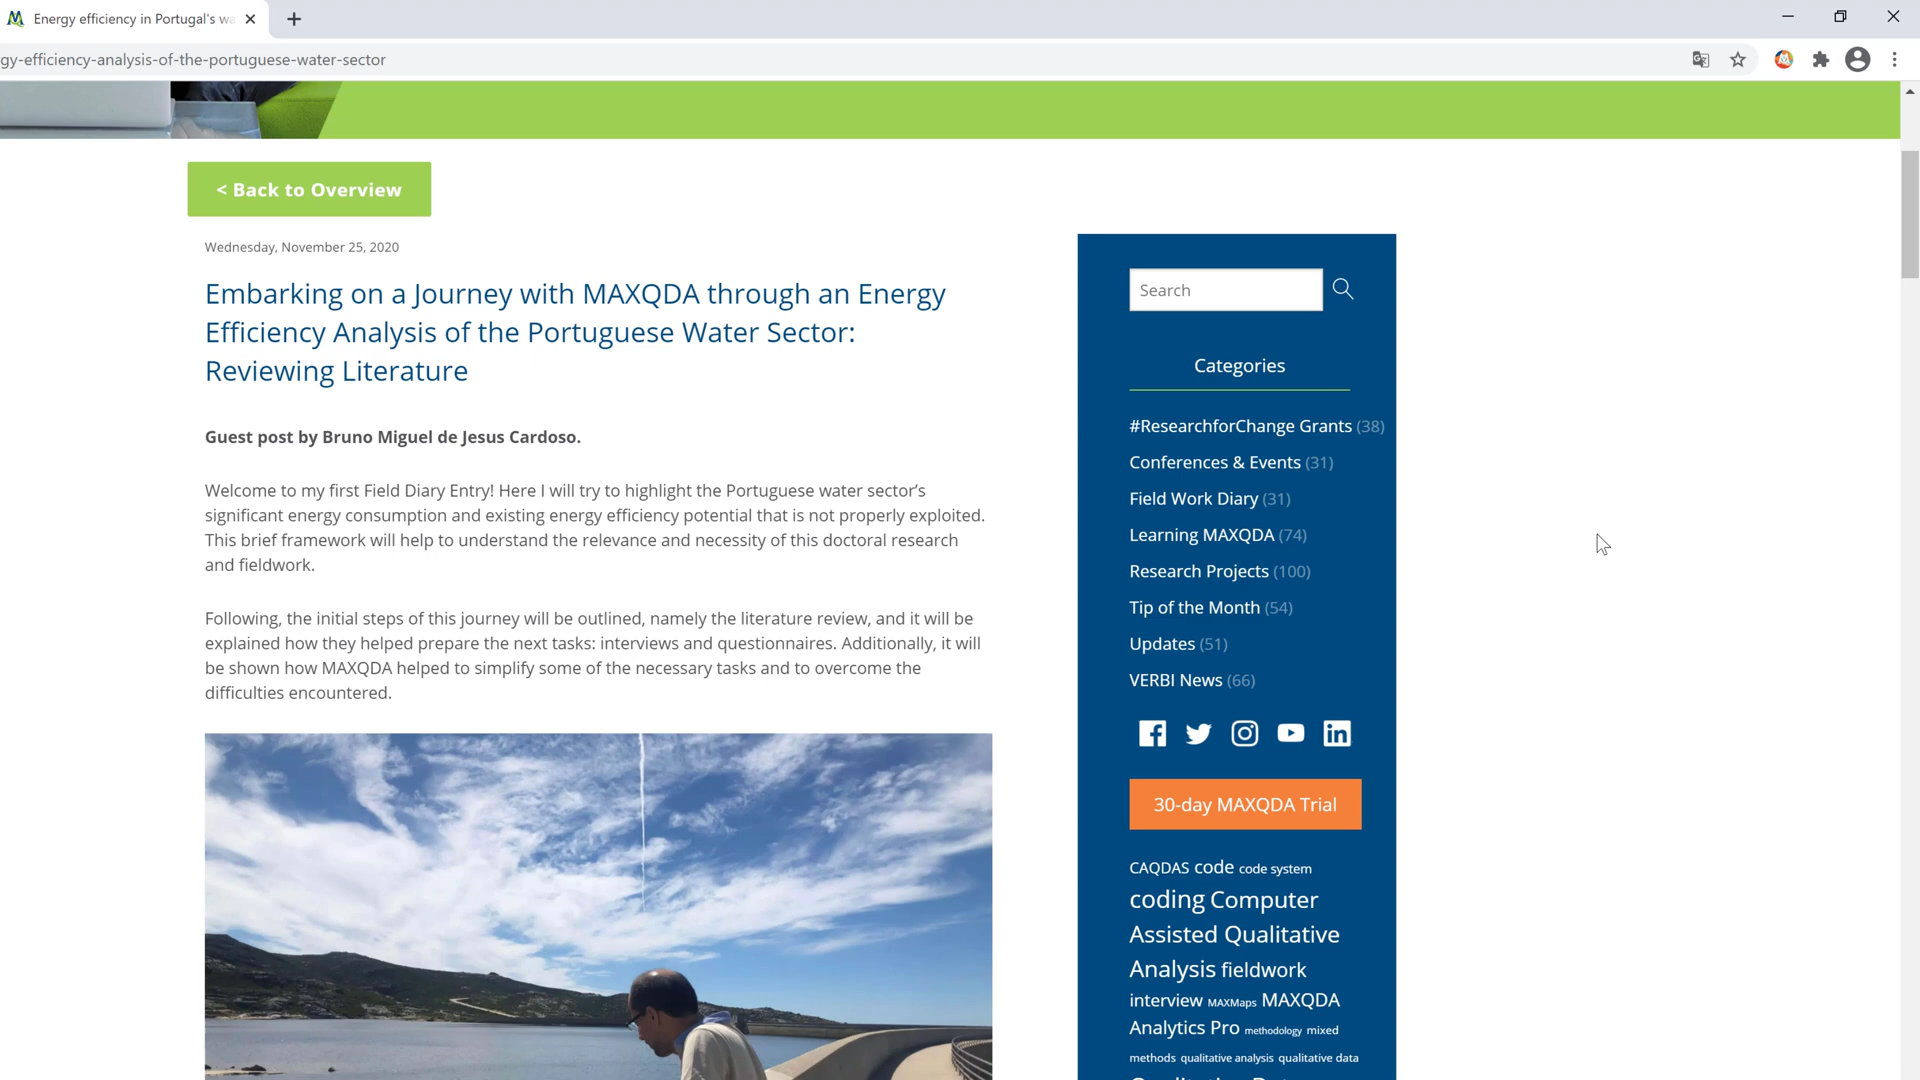 Energy efficiency in Portugal's wa
gy-efficiency-analysis-of-the-portuguese-water-sector
< Back to Overview
Wednesday, November 25, 2020
Embarking on a Journey with MAXQDA through an Energy
Efficiency Analysis of the Portuguese Water Sector:
Reviewing Literature
Guest post by Bruno Miguel de Jesus Cardoso.
Welcome to my first Field Diary Entry! Here I will try to highlight the Portuguese water sector’s
significant energy consumption and existing energy efficiency potential that is not properly exploited.
This brief framework will help to understand the relevance and necessity of this doctoral research
and fieldwork.
Following, the initial steps of this journey will be outlined, namely the literature review, and it will be
explained how they helped prepare the next tasks: interviews and questionnaires. Additionally, it will
be shown how MAXQDA helped to simplify some of the necessary tasks and to overcome the
difficulties encountered.
Search
Categories
#ResearchforChange Grants (38)
Conferences & Events (31)
Field Work Diary (31)
Learning MAXQDA (74)
Research Projects (100)
Tip of the Month (54)
Updates (51)
VERBI News (66)
30-day MAXQDA Trial
CAQDAS code code system
coding Computer
Assisted Qualitative
Analysis fieldwork
interview MAXMaps MAXQDA
Analytics Pro methodology mixed
methods qualitative analysis qualitative data